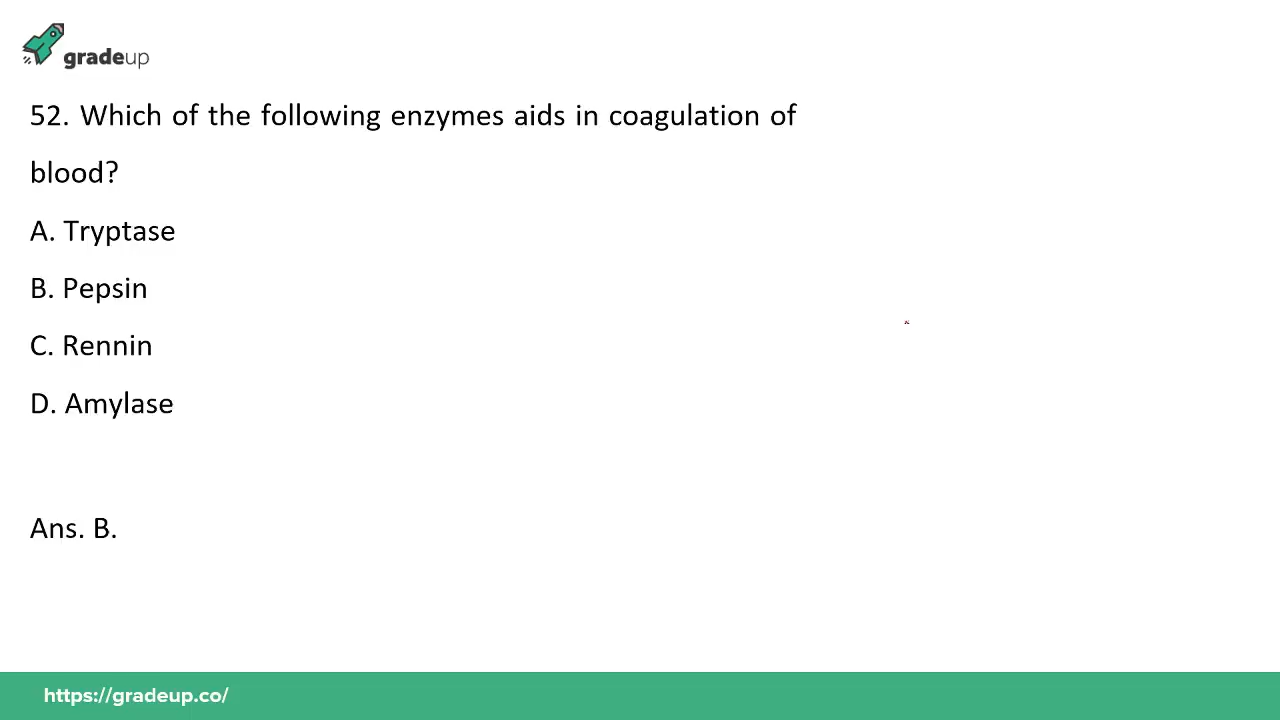 gradeup
52. Which of the following enzymes aids in coagulation of
blood?
A. Tryptase
B. Pepsin
C. Rennin
D. Amylase
Ans. B.
https://gradeup.co/